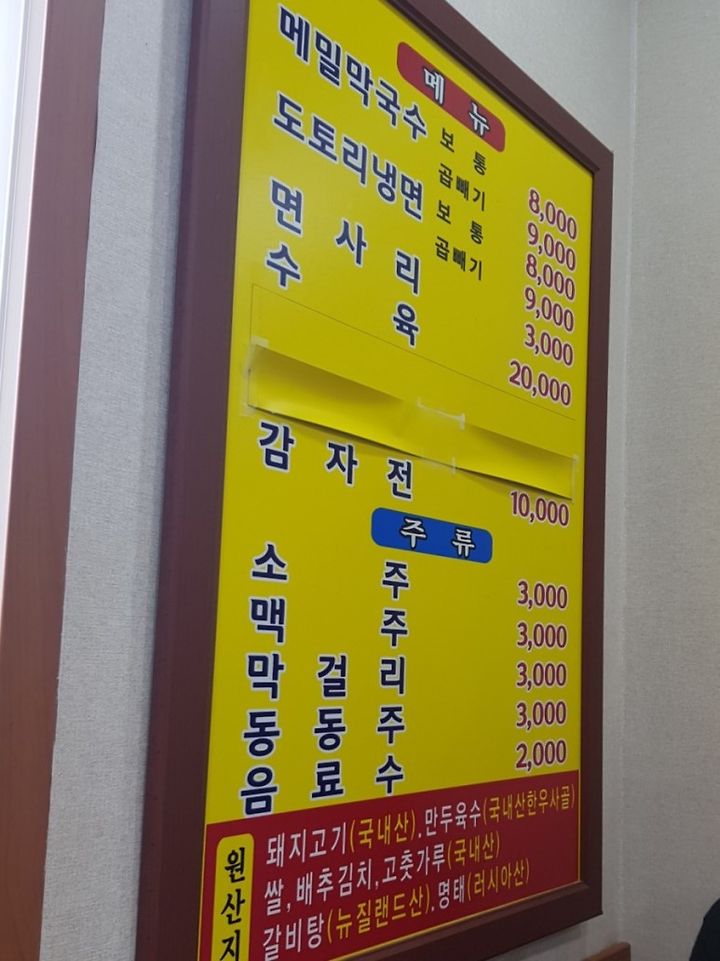 메뉴
메밀막국수 보통 8,000
곱빼기 9,000
도토리냉면 보통 8,000
곱빼기 9,000
면사리 3,000
수육 20,000
감자전 10,000
주류
소주 3,000
맥주 3,000
막걸리 3,000
동동주 3,000
음료수 2,000
원산지
돼지고기(국내산).만두육수(국내산한우사골)
쌀,배추김치,고춧가루(국내산)
갈비탕(뉴질랜드산).명태(러시아산)